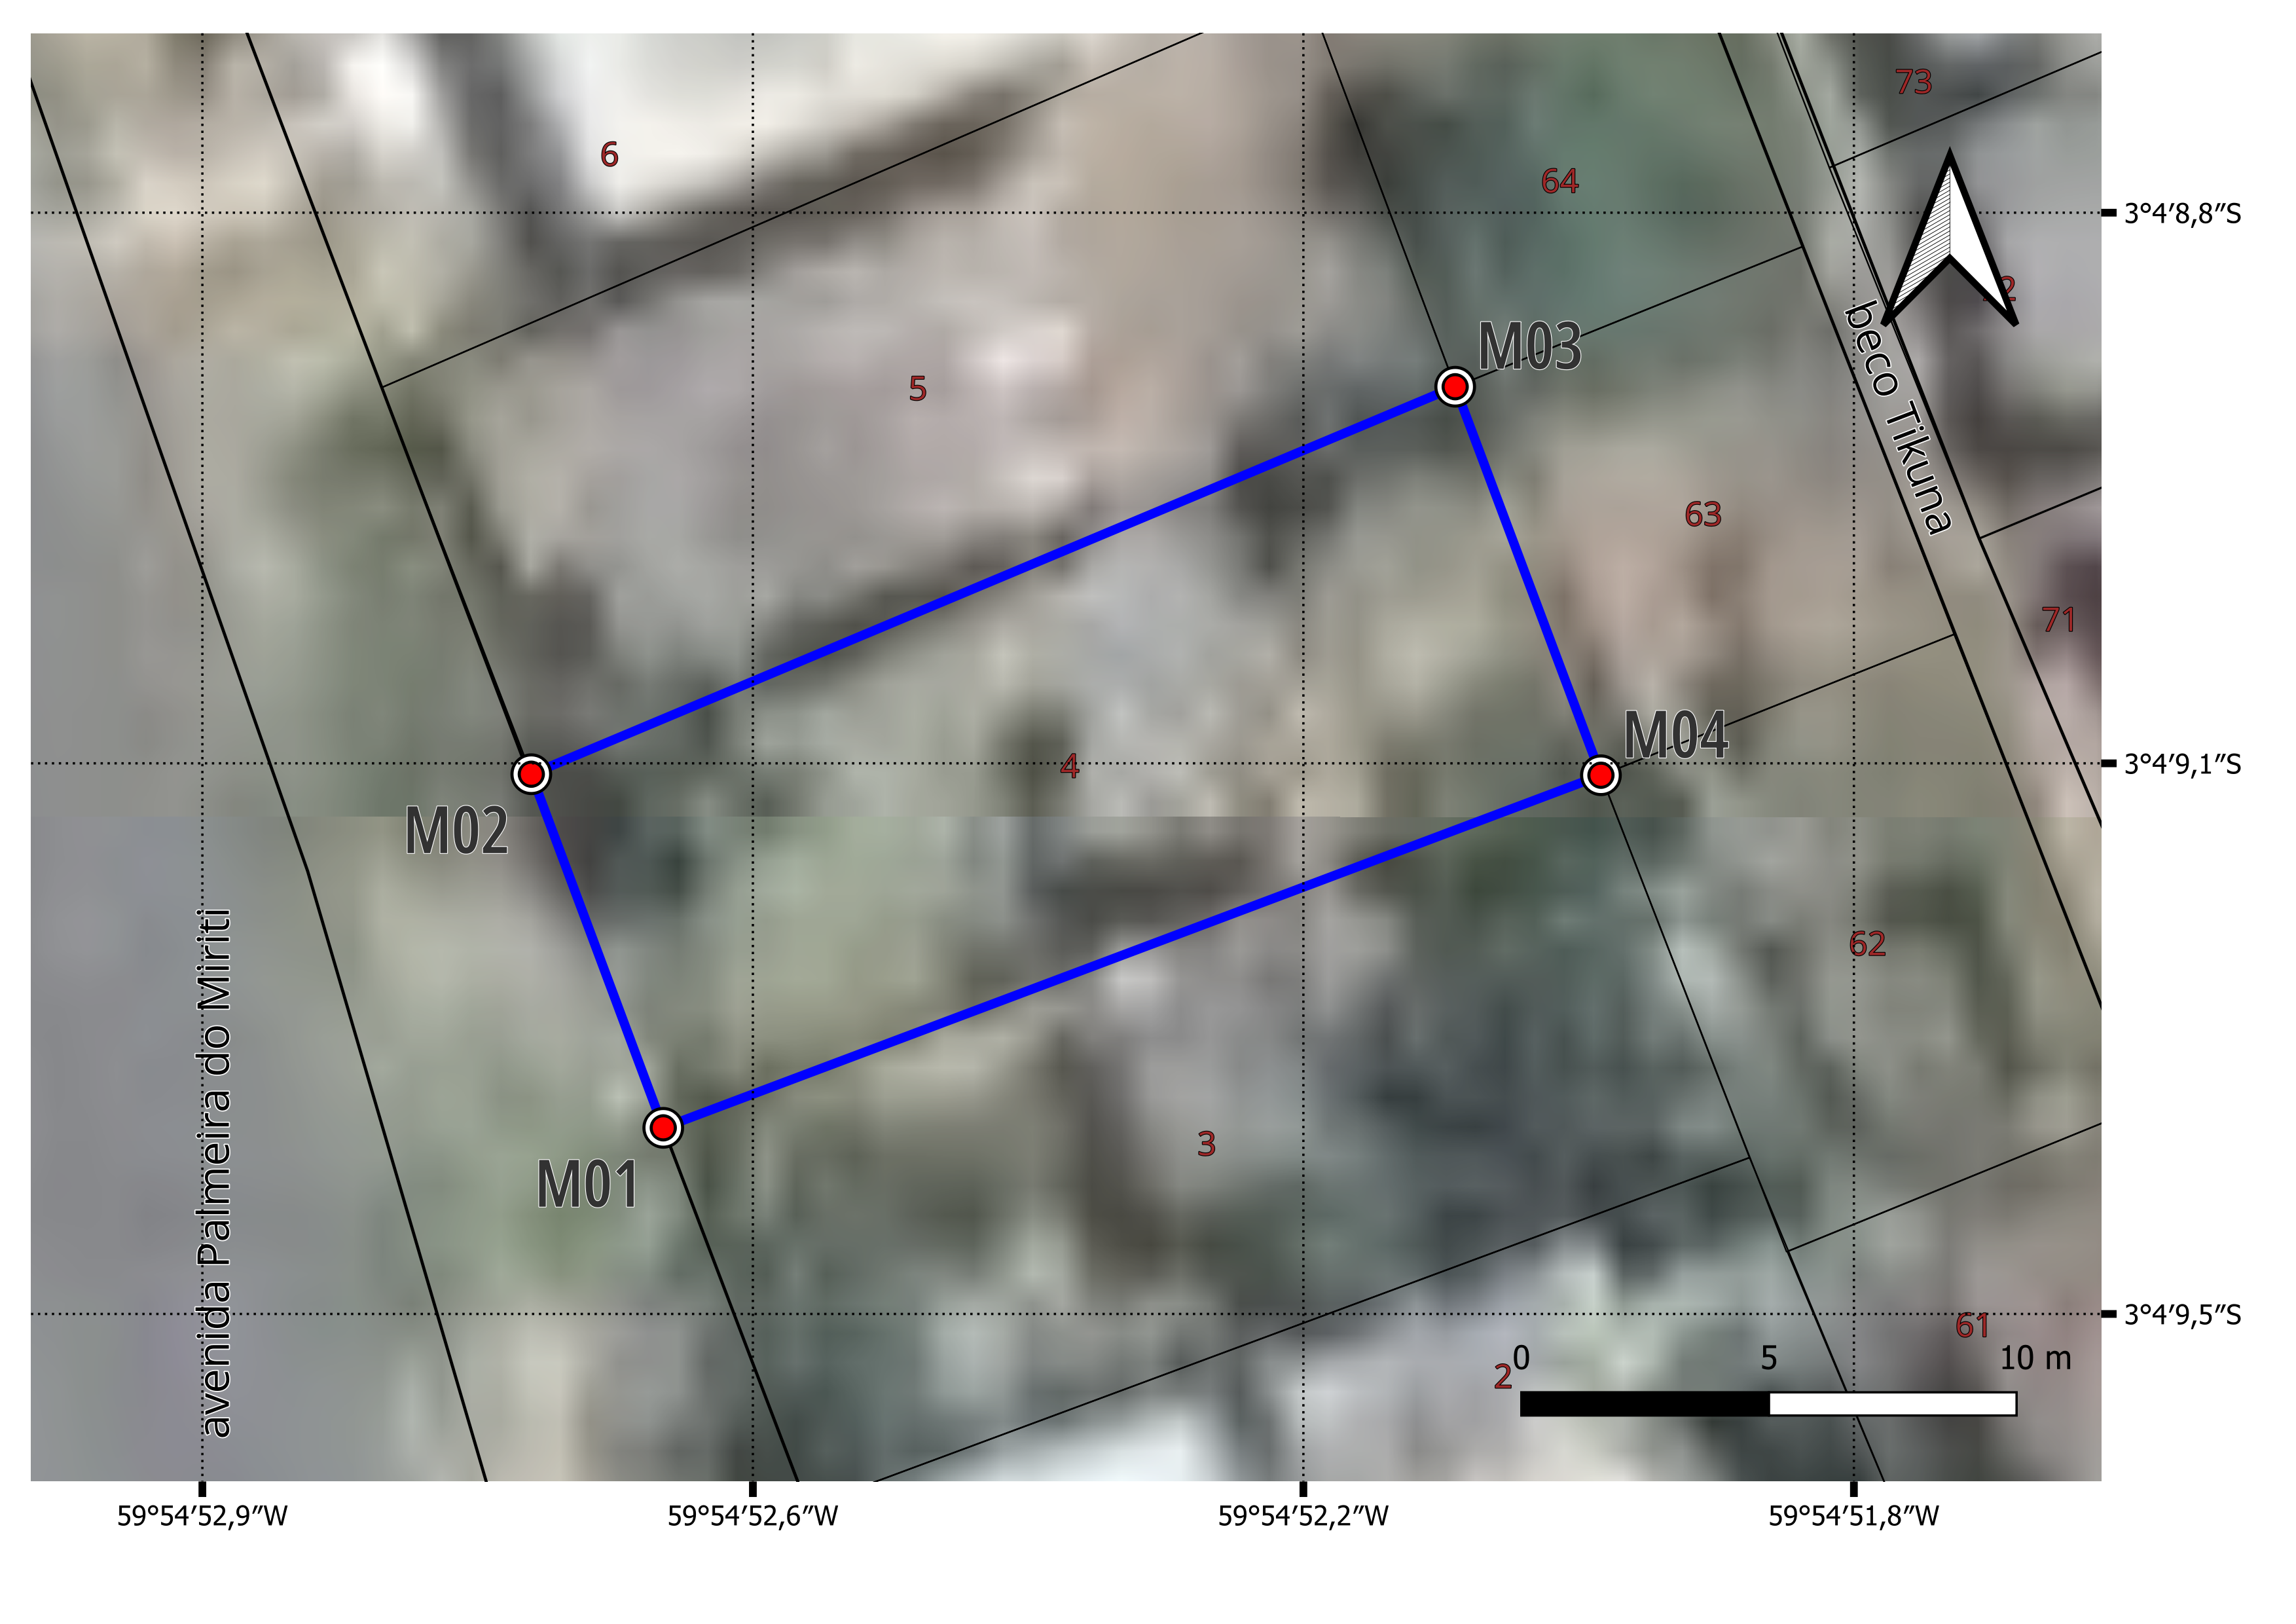 73
6
64
3°4′8,8″S
2
beco Tikuna
M03
5
63
71
M04
3°4′9,1″S
4
M02
62
avenida Palmeira do Miriti
3
M01
3°4′9,5″S
61
0 5 10 m
2
59°54′52,9″W 59°54′52,6″W 59°54′52,2″W 59°54′51,8″W